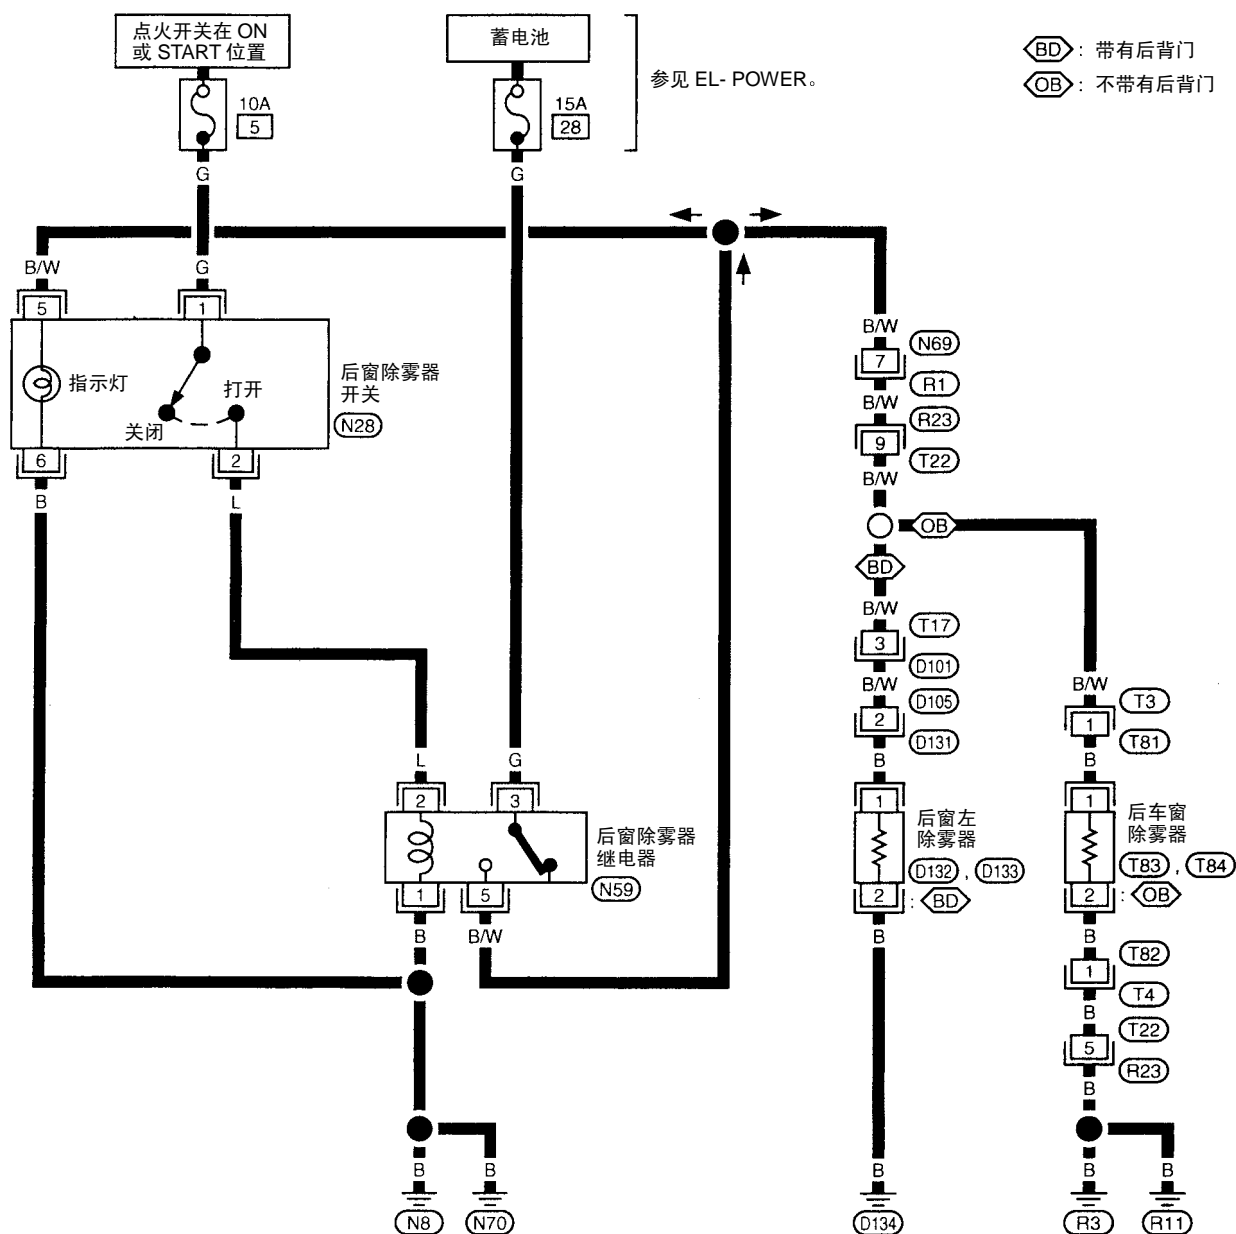 点火开关在 ON
或 START 位置
蓄电池
参见 EL- POWER。
BD : 带有后背门
OB : 不带有后背门
10A
5
15A
28
G
G
B/W
G
5
1
指示灯
打开
关闭
后窗除雾器
开关
N28
6
2
B
L
B/W
7
N69
R1
B/W
R23
9
T22
B/W
OB
BD
B/W
3
T17
D101
B/W
D105
2
D131
B
B/W
T3
1
T81
B
L
G
2
3
后窗除雾器
继电器
N59
1
5
B
B/W
1
后窗左
除雾器
D132 , D133
2
: BD
B
1
后车窗
除雾器
T83 , T84
2
: OB
B
T82
1
T4
B
T22
5
R23
B
B
B
B
B
B
N8
N70
D134
R3
R11